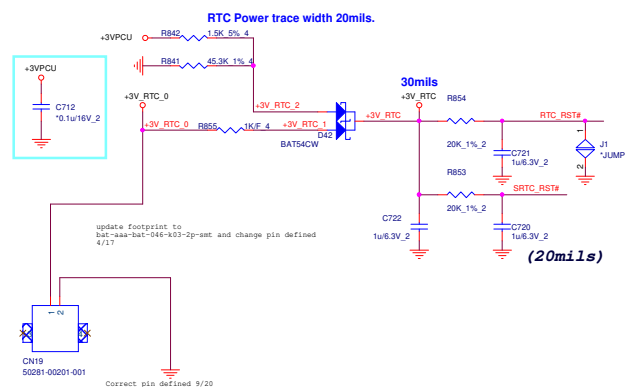 RTC Power trace width 20mils.
+3VPCU
R842
1.5K_5%_4
R841
45.3K_1%_4
+3VPCU
C712
*0.1u/16V_2
+3V_RTC_0
+3V_RTC_2
+3V_RTC_0
R855
1K/F_4
+3V_RTC_1
D42
BAT54CW
30mils
+3V_RTC
+3V_RTC
R854
20K_1%_2
RTC_RST#
C721
1u/6.3V_2
1
2
J1
*JUMP
R853
20K_1%_2
SRTC_RST#
C722
1u/6.3V_2
C720
1u/6.3V_2
(20mils)
update footprint to
bat-aaa-bat-046-k03-2p-smt and change pin defined
4/17
1
2
CN19
50281-00201-001
Correct pin defined 9/20